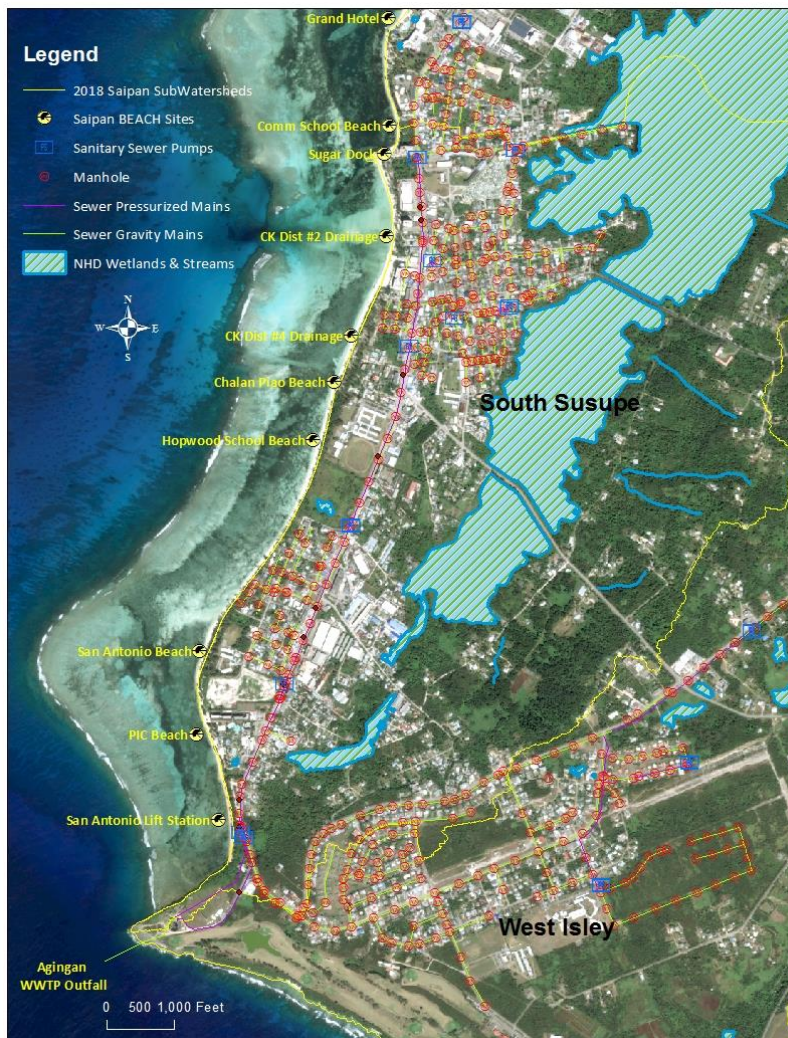 Grand Hotel
Legend
2018 Saipan SubWatersheds
Saipan BEACH Sites
Sanitary Sewer Pumps
Manhole
Sewer Pressurized Mains
Sewer Gravity Mains
NHD Wetlands & Streams
Comm School Beach
Sugar Dock
CK Dist #2 Drainage
N
W E
S
CK Dist #4 Drainage
Chalan Piao Beach
South Susupe
Hopwood School Beach
San Antonio Beach
PIC Beach
San Antonio Lift Station
West Isley
Agingan
WWTP Outfall
0 500 1,000 Feet